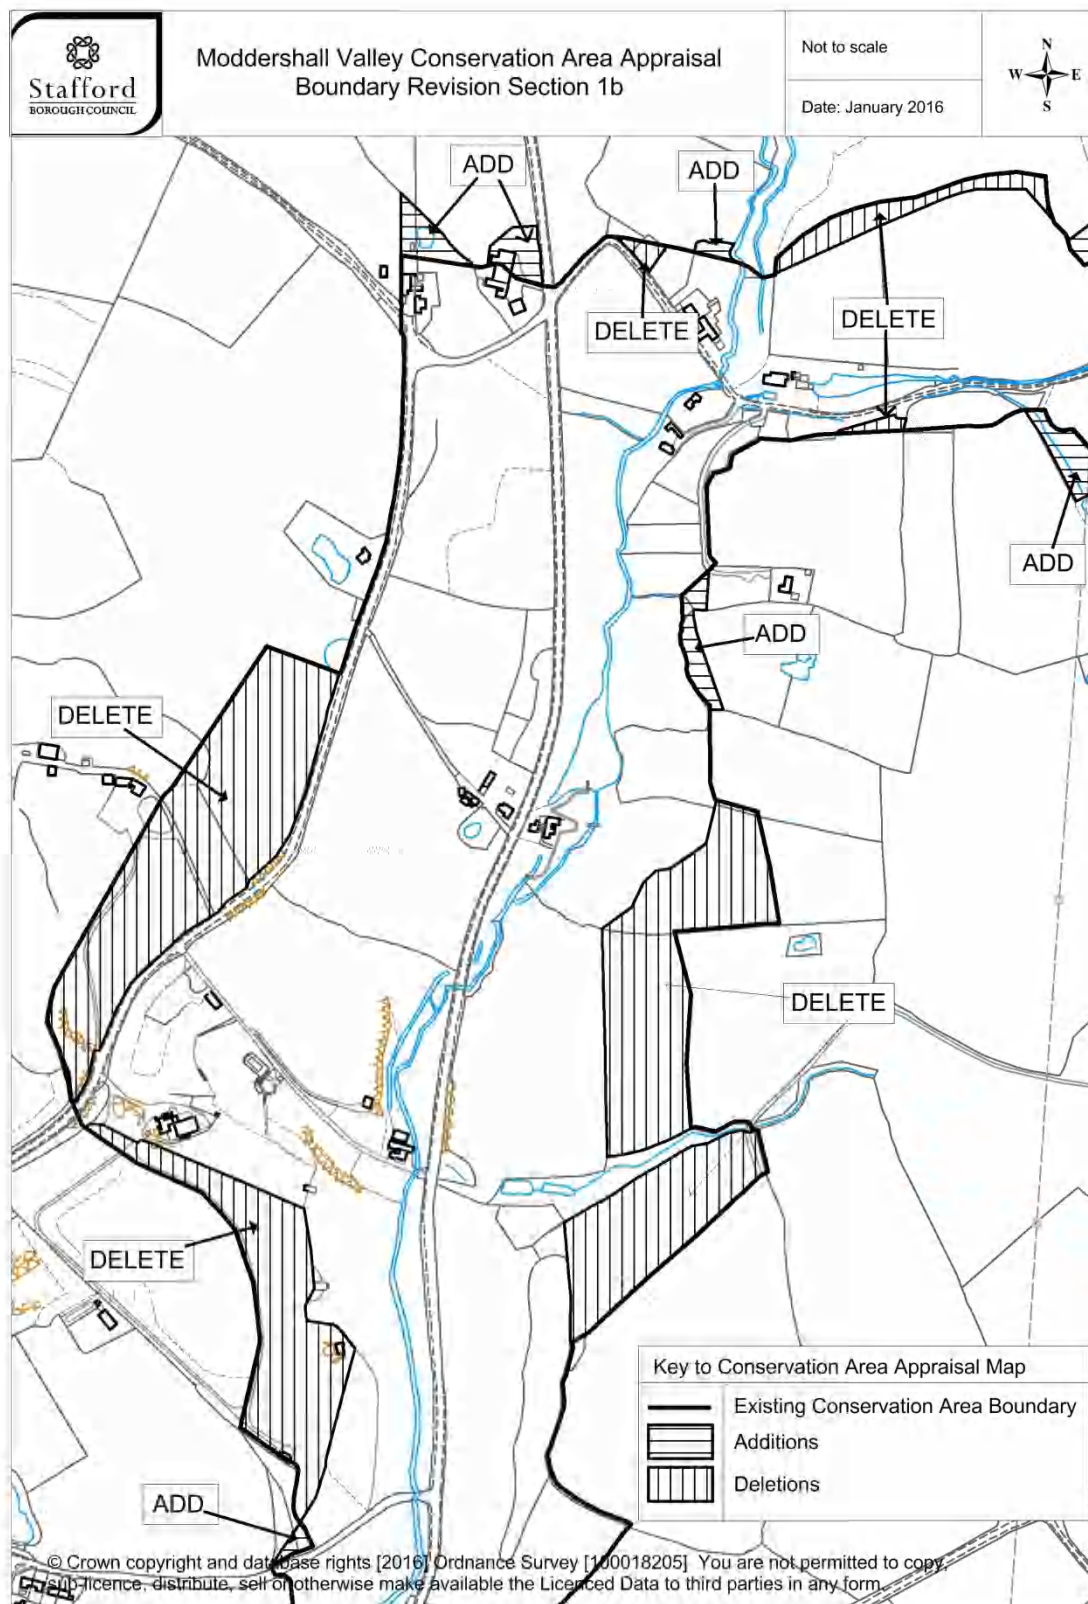 Stafford
BOROUGH COUNCIL
Moddershall Valley Conservation Area Appraisal
Boundary Revision Section 1b
Not to scale
Date: January 2016
N
W E
S
ADD
ADD
DELETE
DELETE
ADD
ADD
DELETE
DELETE
DELETE
ADD
Key to Conservation Area Appraisal Map
Existing Conservation Area Boundary
Additions
Deletions
© Crown copyright and database rights [2016] Ordnance Survey [100018205] You are not permitted to copy,
sub-licence, distribute, sell or otherwise make available the Licenced Data to third parties in any form.